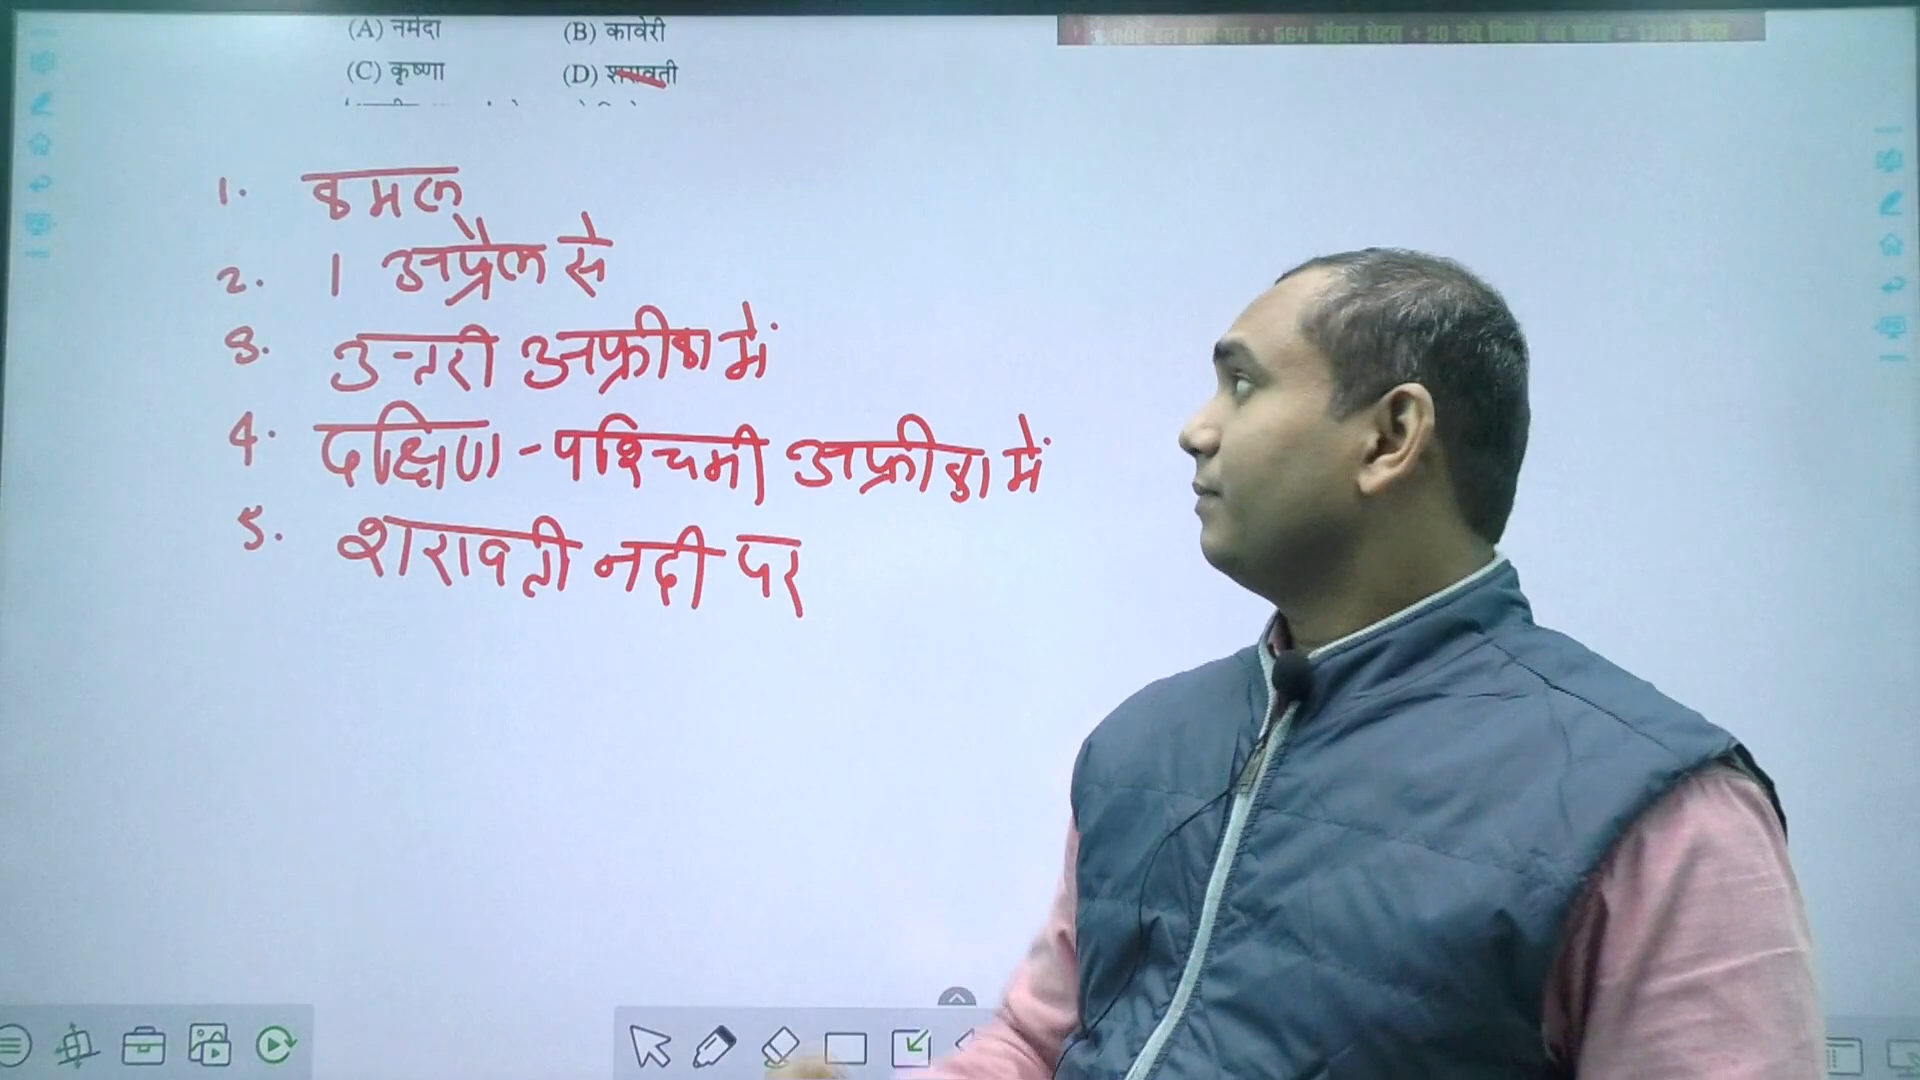 (A) नर्मदा (B) कावेरी
(C) कृष्णा (D) शरावती
1. कमल
2. 1 अप्रैल से
3. उत्तरी अफ्रीका में
4. दक्षिण-पश्चिमी अफ्रीका में
5. शरावती नदी पर